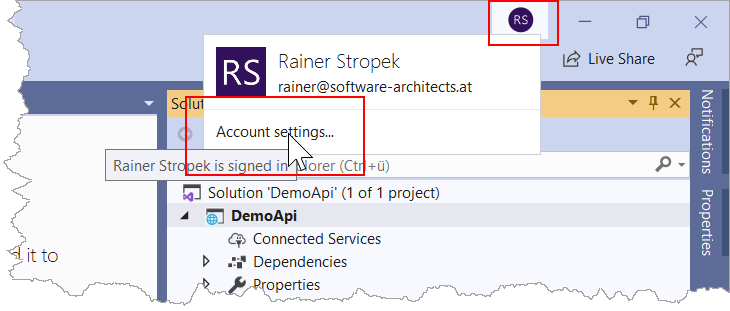 RS
Live Share
RS
Rainer Stropek
rainer@software-architects.at
Solu
Account settings...
Rainer Stropek is signed in
lorer (Ctrl+ü)
Solution 'DemoApi' (1 of 1 project)
DemoApi
Connected Services
Dependencies
Properties
it to
Notifications
Properties